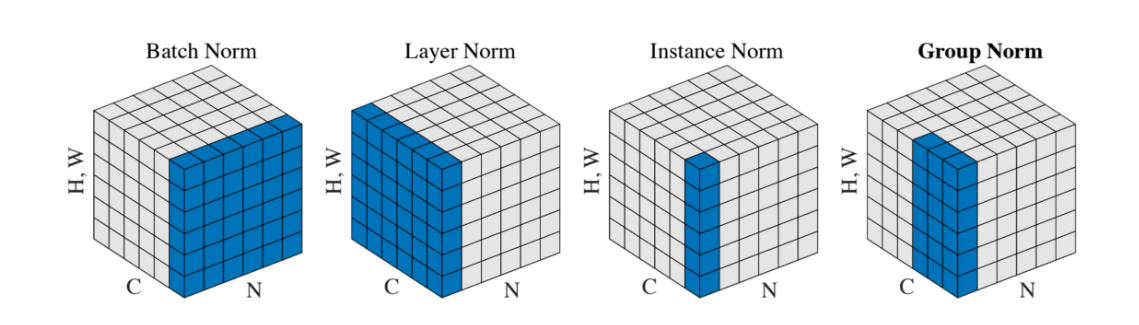 Batch Norm
Layer Norm
Instance Norm
Group Norm
H, W
C
N
H, W
C
N
H, W
C
N
H, W
C
N